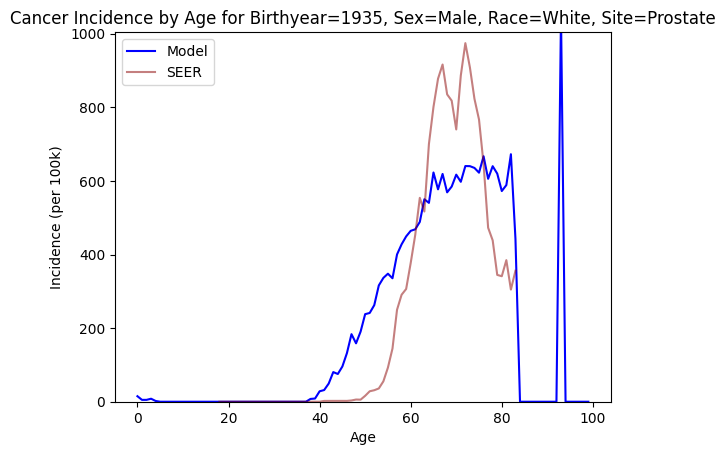 Cancer Incidence by Age for Birthyear=1935, Sex=Male, Race=White, Site=Prostate
Model
SEER
Incidence (per 100k)
1000
800
600
400
200
0
0 20 40 60 80 100
Age